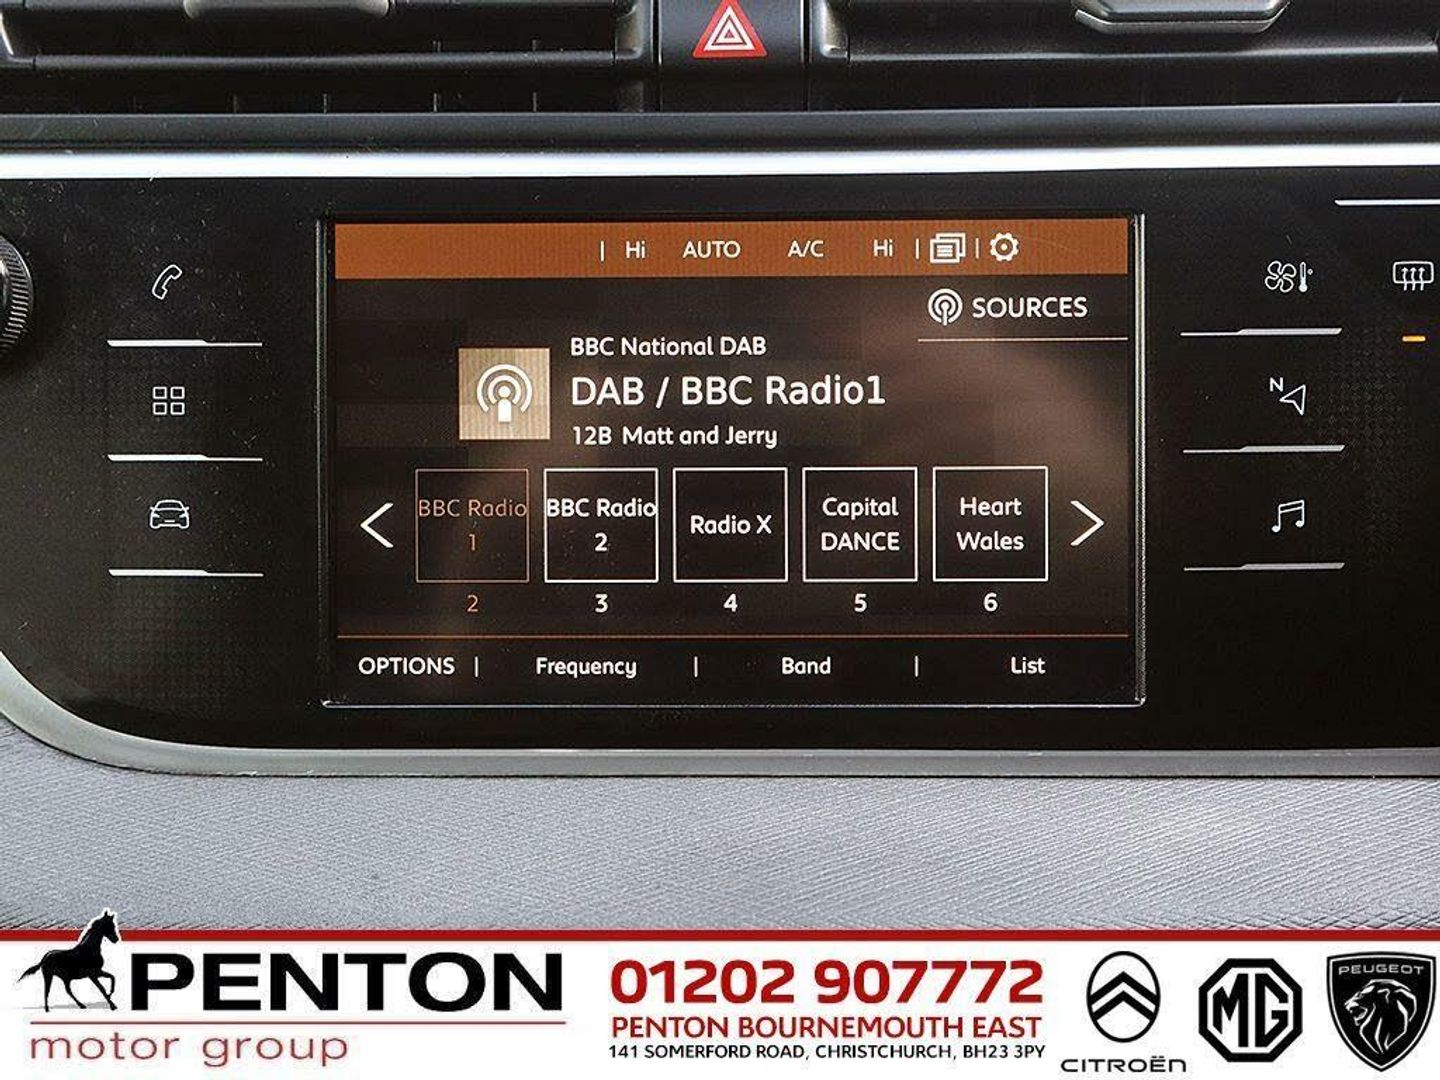 | Hi AUTO A/C Hi | |
SOURCES
BBC National DAB
DAB / BBC Radio1
12B Matt and Jerry
BBC Radio 1
BBC Radio 2
Radio X
Capital DANCE
Heart Wales
2 3 4 5 6
OPTIONS | Frequency | Band | List
N
PENTON
motor group
01202 907772
PENTON BOURNEMOUTH EAST
141 SOMERFORD ROAD, CHRISTCHURCH, BH23 3PY
CITROËN
MG
PEUGEOT